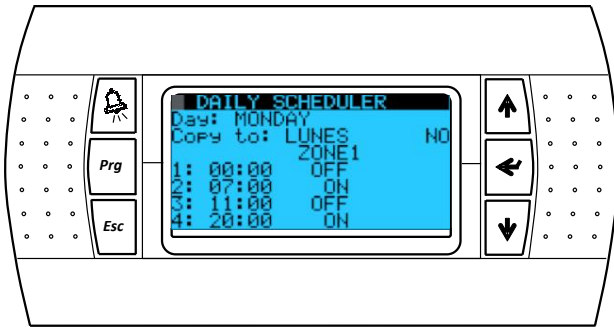 DAILY SCHEDULER
Day: MONDAY
Copy to: LUNES NO
ZONE1
1: 00:00 OFF
2: 07:00 ON
3: 11:00 OFF
4: 20:00 ON
Prg
Esc